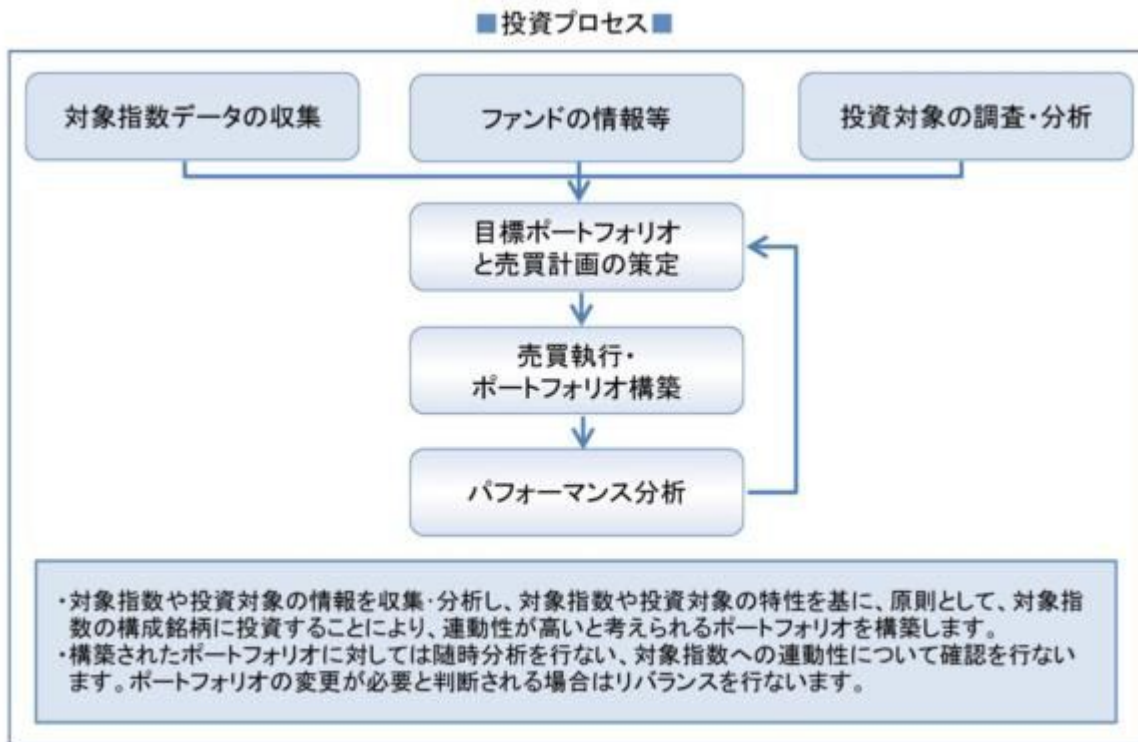 ■投資プロセス■
対象指数データの収集
ファンドの情報等
投資対象の調査・分析
目標ポートフォリオ
と売買計画の策定
売買執行・
ポートフォリオ構築
パフォーマンス分析
・対象指数や投資対象の情報を収集・分析し、対象指数や投資対象の特性を基に、原則として、対象指
数の構成銘柄に投資することにより、連動性が高いと考えられるポートフォリオを構築します。
・構築されたポートフォリオに対しては随時分析を行ない、対象指数への連動性について確認を行ない
ます。ポートフォリオの変更が必要と判断される場合はリバランスを行ないます。